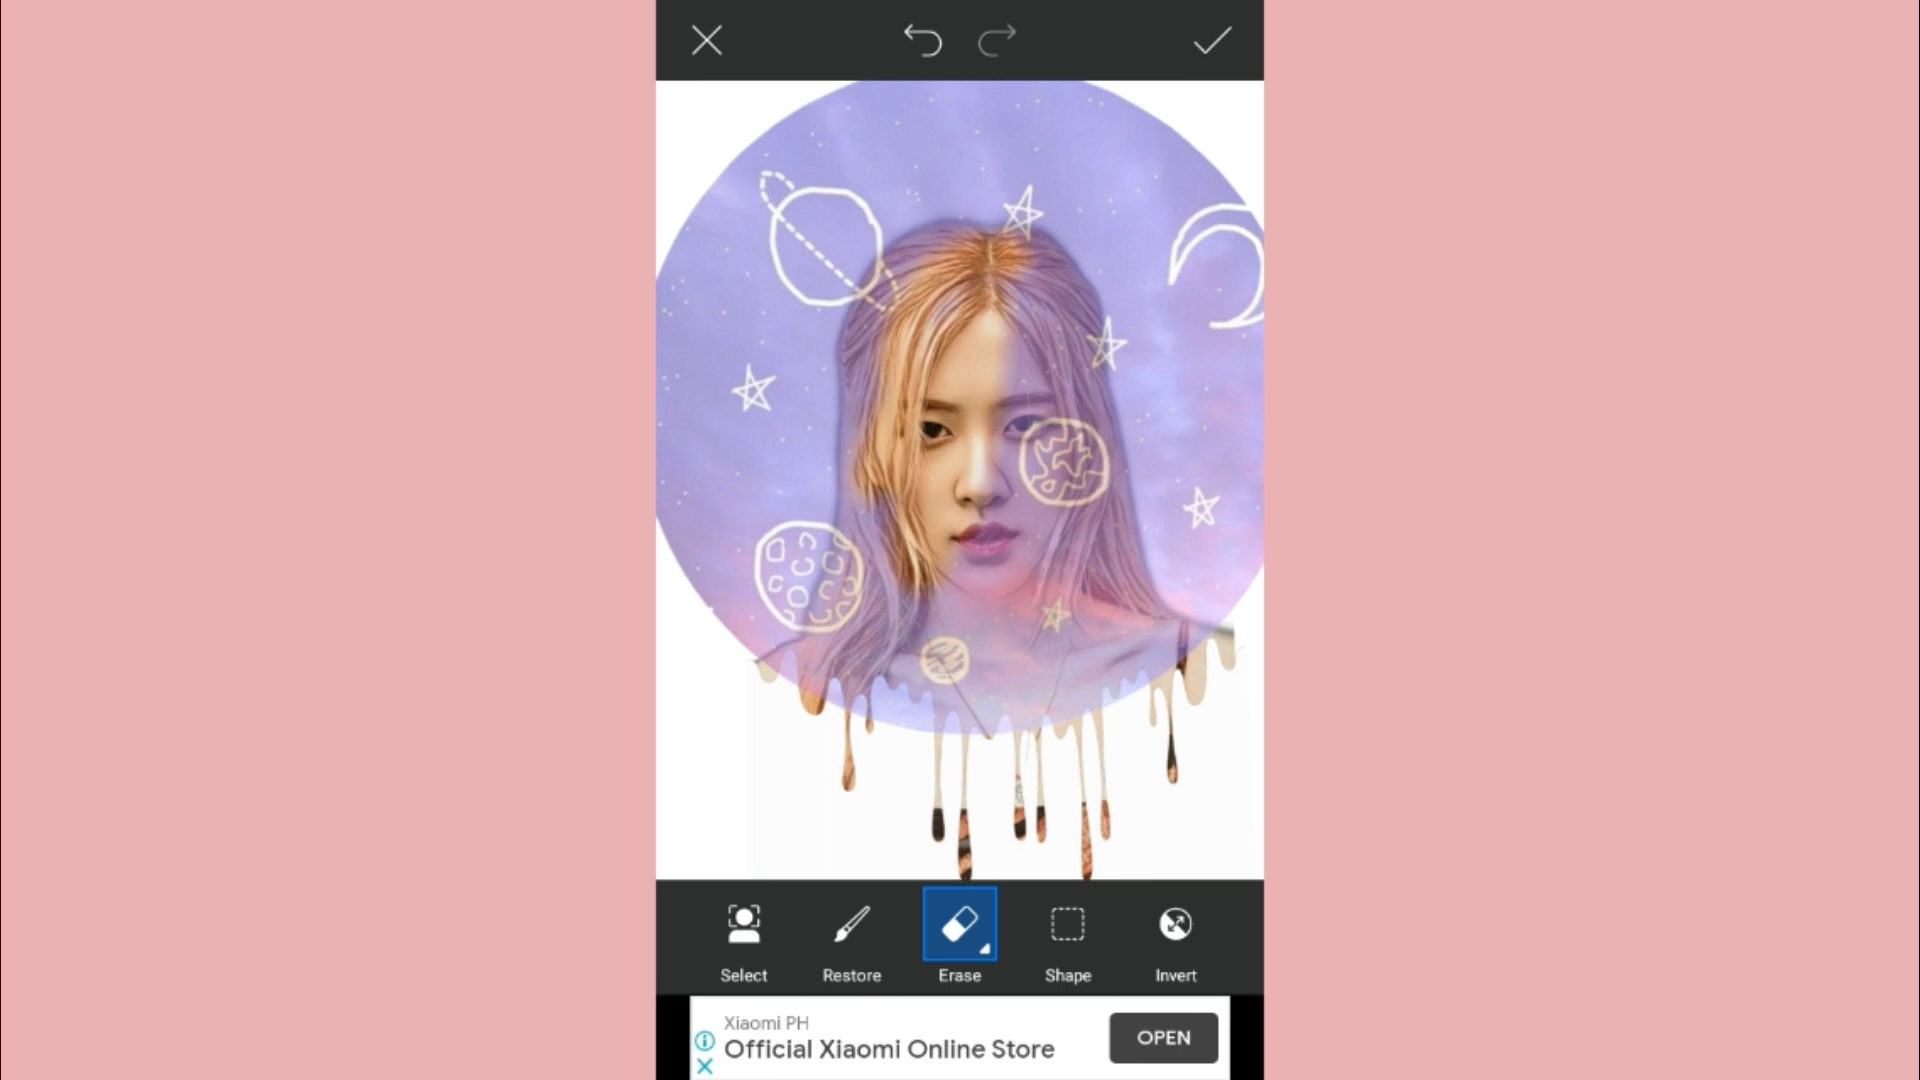 Select Restore Erase Shape Invert
Xiaomi PH
Official Xiaomi Online Store
OPEN